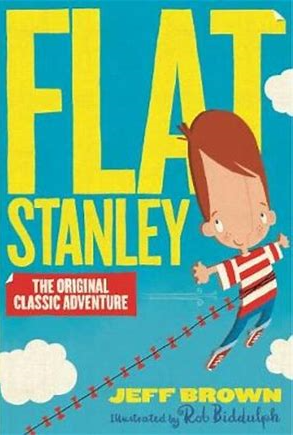 FLAT
STANLEY
THE ORIGINAL
CLASSIC ADVENTURE
JEFF BROWN
Illustrated by Rob Biddulph